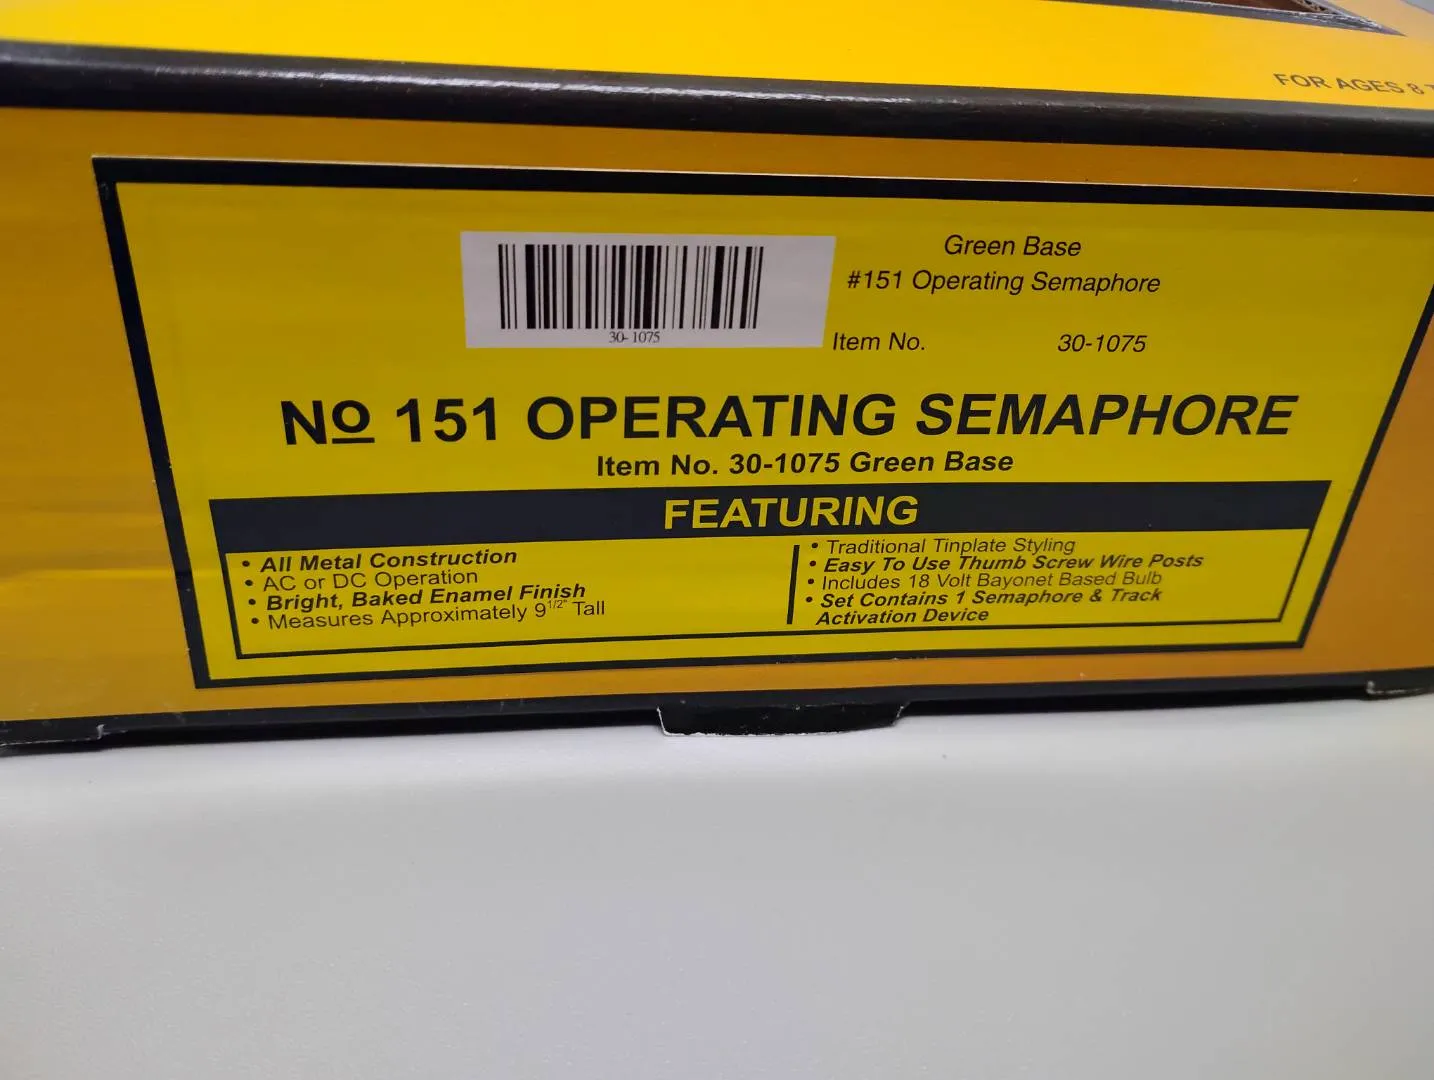 FOR AGES 8
Green Base
#151 Operating Semaphore
30-1075
Item No. 30-1075
No 151 OPERATING SEMAPHORE
Item No. 30-1075 Green Base
FEATURING
• All Metal Construction
• AC or DC Operation
• Bright, Baked Enamel Finish
• Measures Approximately 9 1/2" Tall
• Traditional Tinplate Styling
• Easy To Use Thumb Screw Wire Posts
• Includes 18 Volt Bayonet Based Bulb
• Set Contains 1 Semaphore & Track
Activation Device